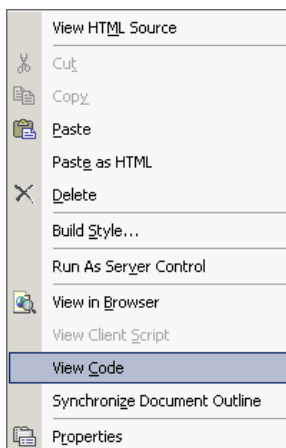 View HTML Source
Cut
Copy
Paste
Paste as HTML
Delete
Build Style...
Run As Server Control
View in Browser
View Client Script
View Code
Synchronize Document Outline
Properties